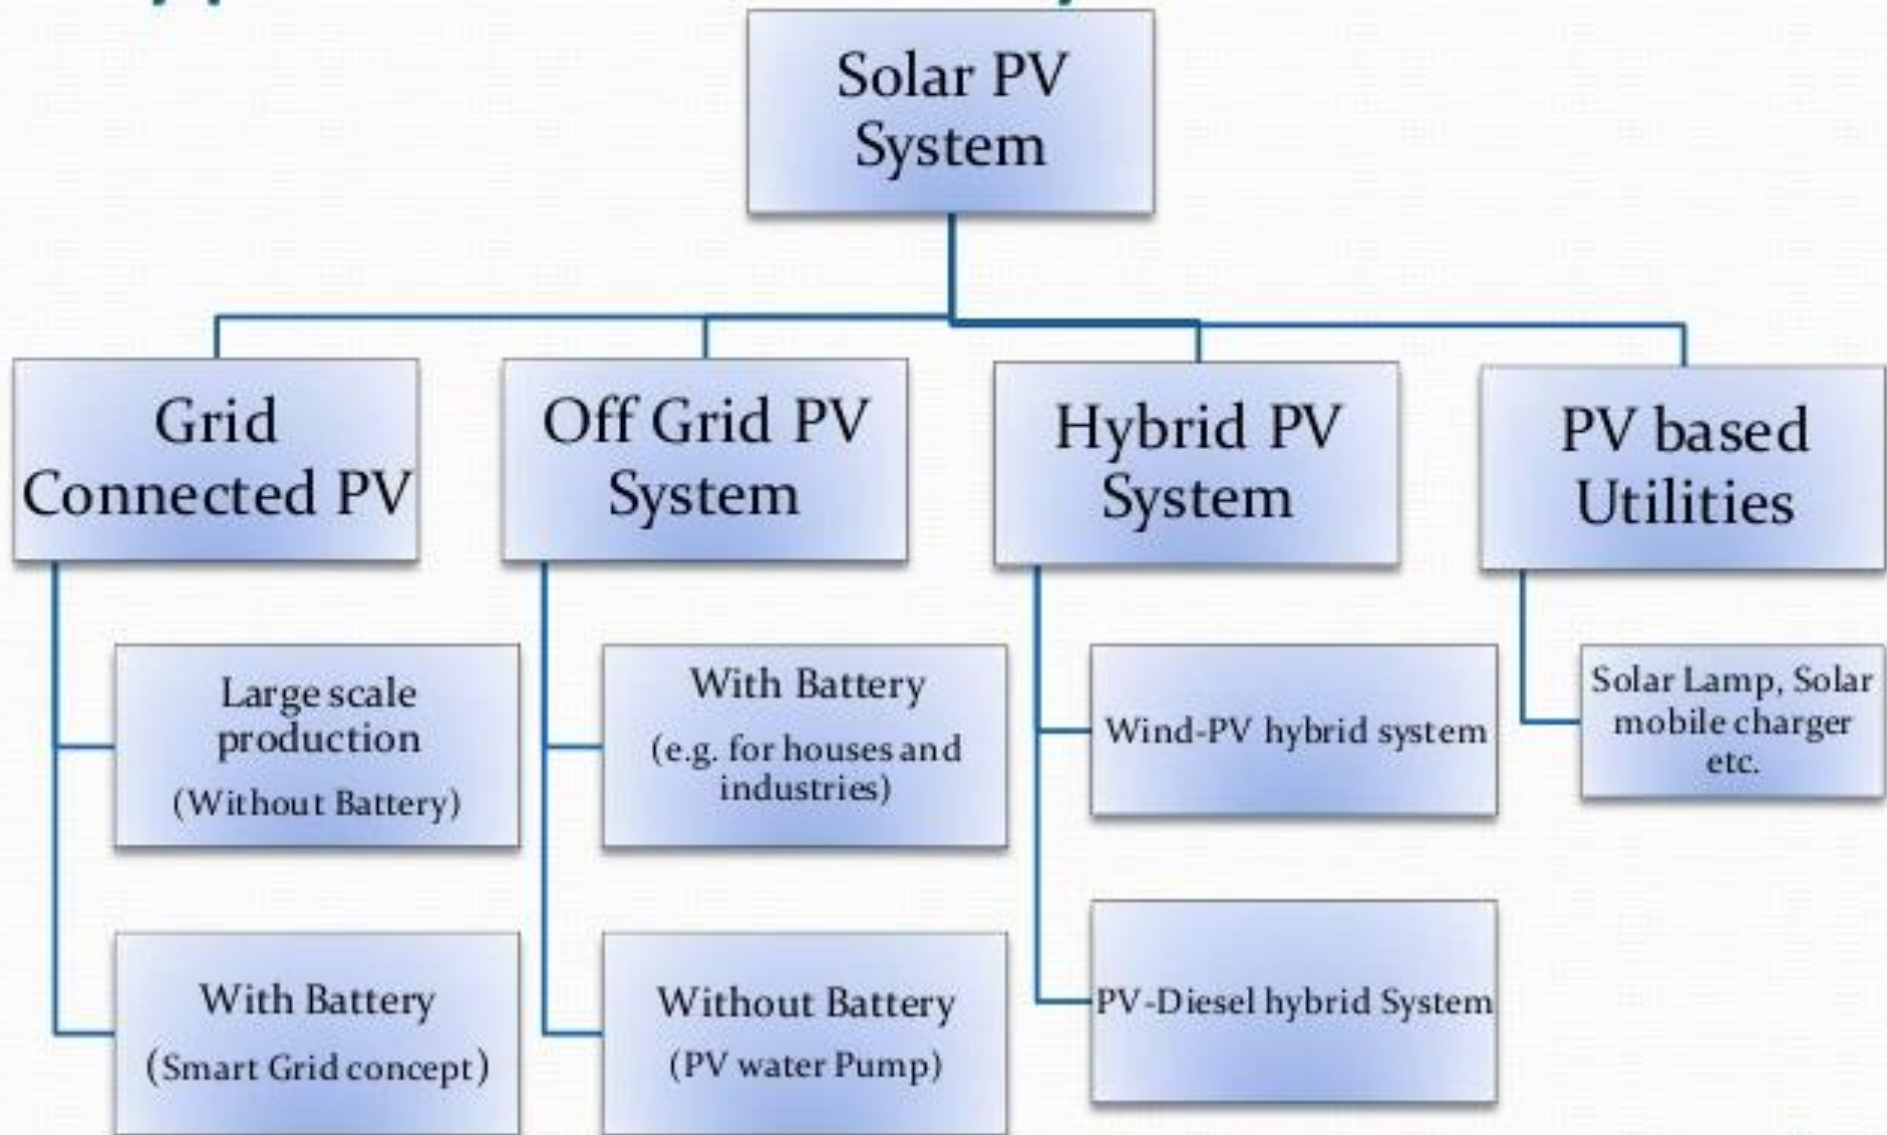 Solar PV
System
Grid
Connected PV
Off Grid PV
System
Hybrid PV
System
PV based
Utilities
Large scale
production
(Without Battery)
With Battery
(e.g. for houses and
industries)
Wind-PV hybrid system
Solar Lamp, Solar
mobile charger
etc.
With Battery
(Smart Grid concept)
Without Battery
(PV water Pump)
PV-Diesel hybrid System